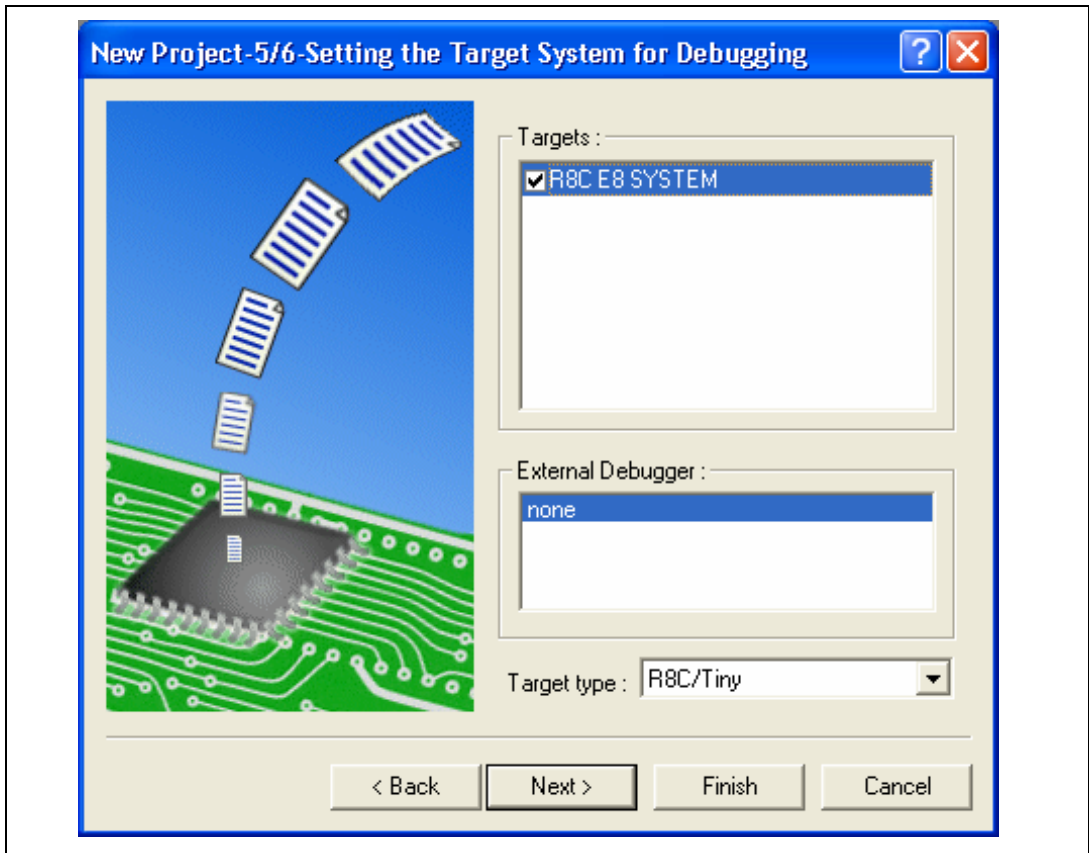 New Project-5/6-Setting the Target System for Debugging
Targets :
R8C E8 SYSTEM
External Debugger :
none
Target type : R8C/Tiny
< Back Next > Finish Cancel